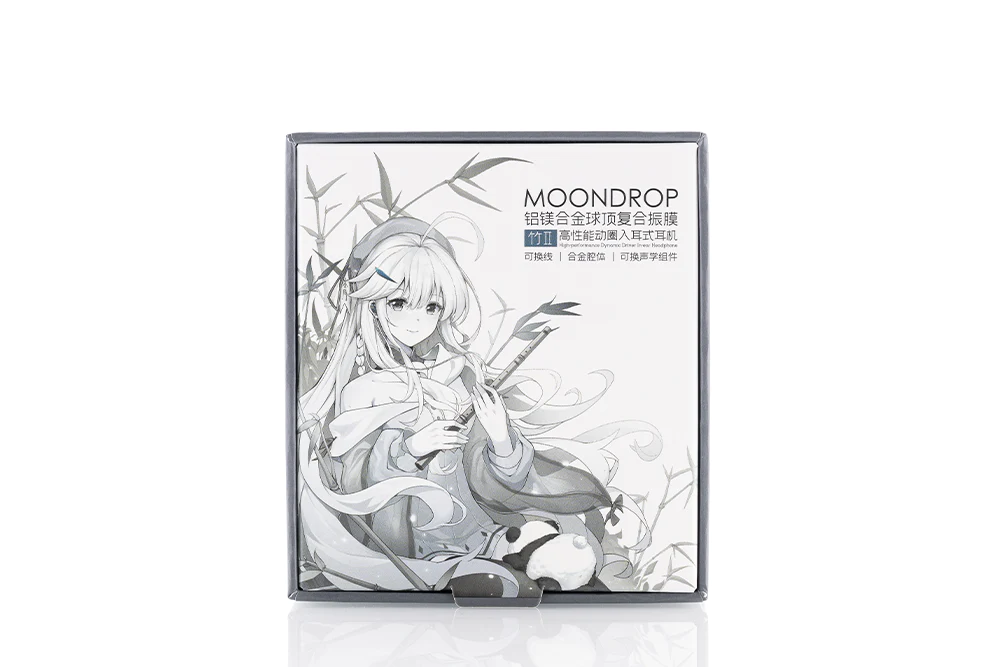 MOONDROP
铝镁合金球顶复合振膜
竹II 高性能动圈入耳式耳机
High-performance Dynamic Driver Inear Headphone
可换线 | 合金腔体 | 可换声学组件